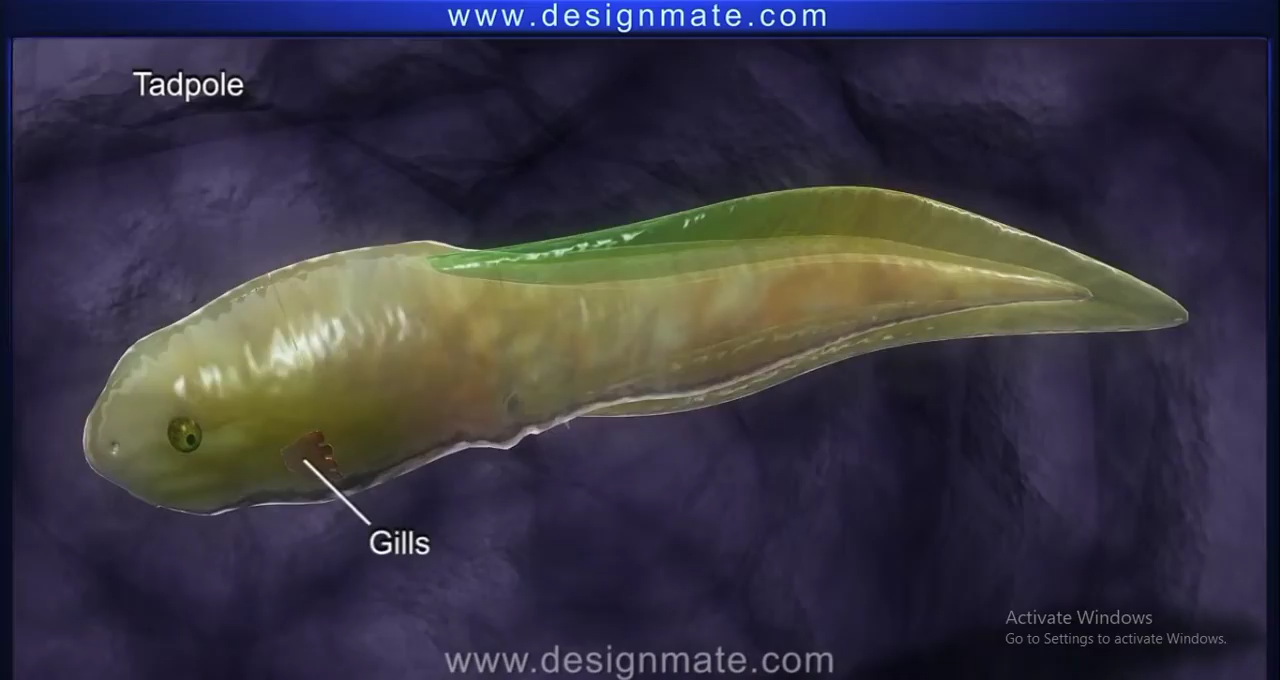 www.designmate.com
Tadpole
Gills
Activate Windows
Go to Settings to activate Windows.
www.designmate.com